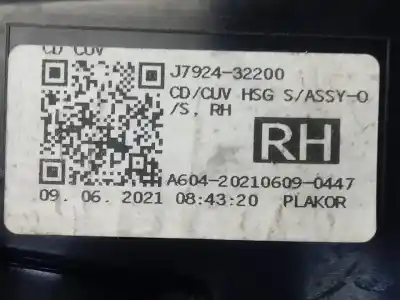 CD CUV
J7924-32200
CD/CUV HSG S/ASSY-O
/S, RH
RH
A604-20210609-0447
09. 06. 2021 08:43:20 PLAKOR